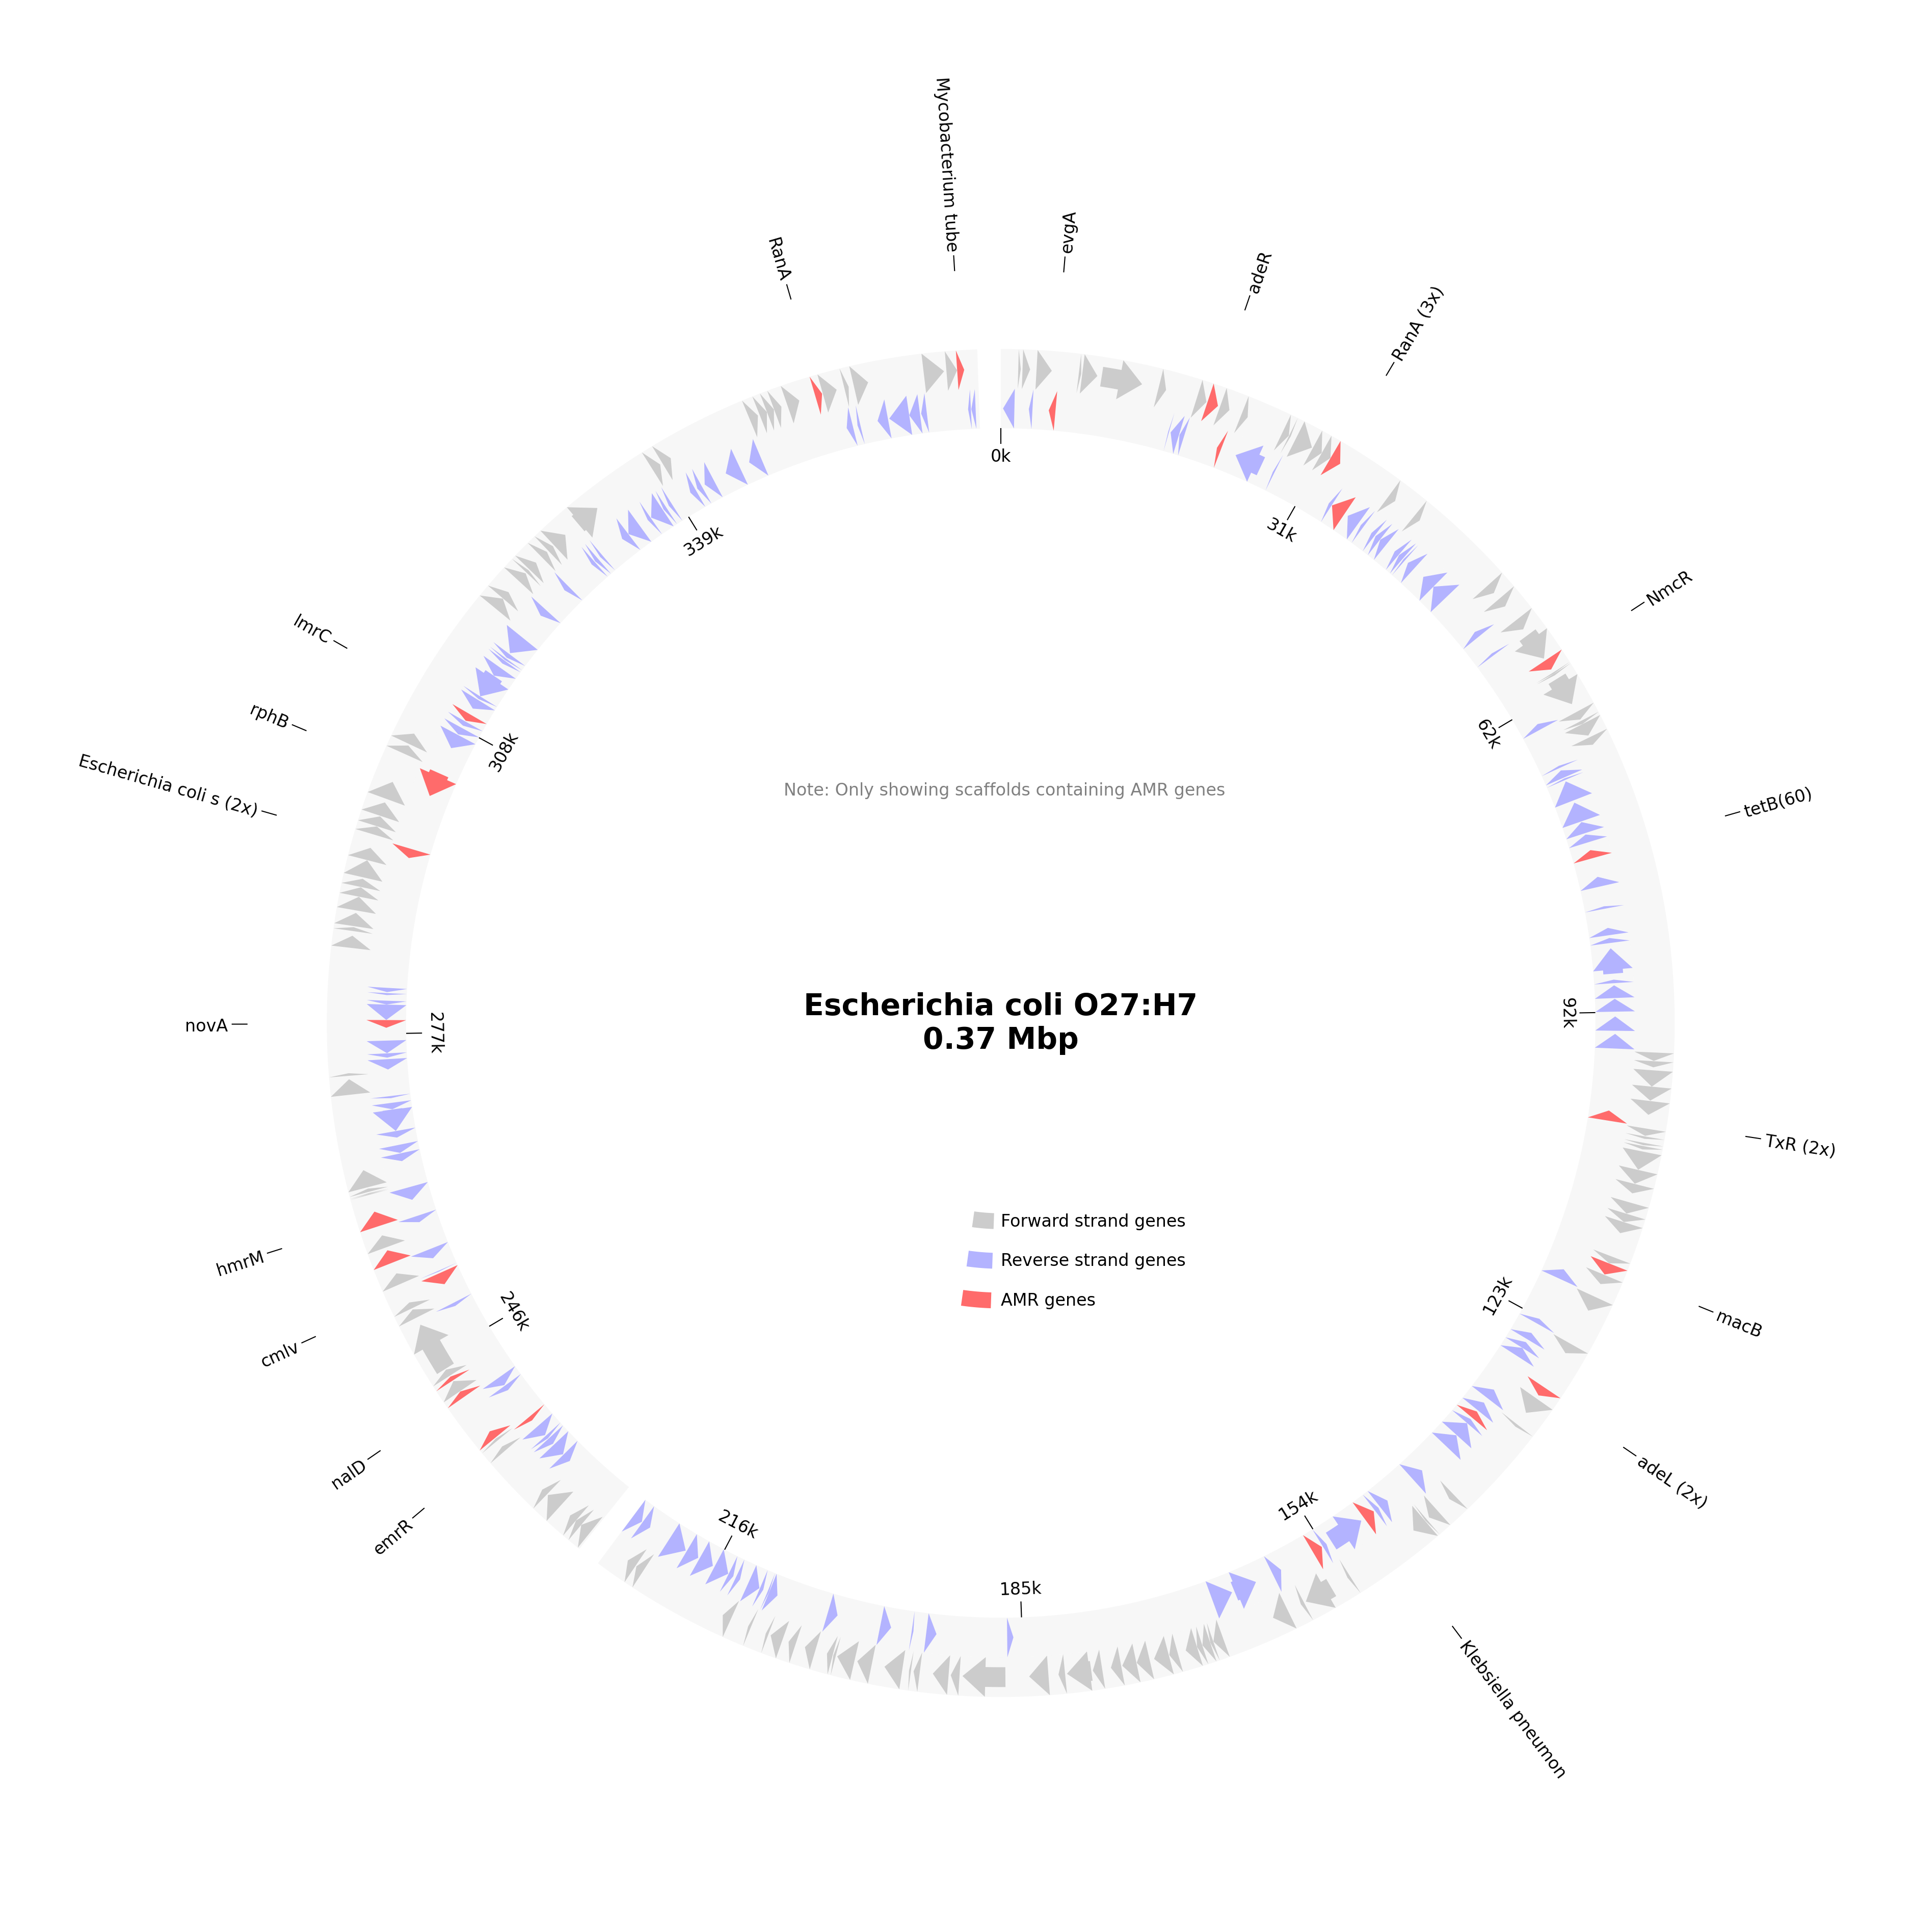 Mycobacterium tube
evgA
adeR
RanA (3x)
NmcR
tetB(60)
TxR (2x)
macB
adeL (2x)
Klebsiella pneumon
emrR
nalD
cmlv
hmrM
novA
Escherichia coli s (2x)
rphB
lmrC
RanA
0k
31k
62k
92k
123k
154k
185k
216k
246k
277k
308k
339k
Note: Only showing scaffolds containing AMR genes
Escherichia coli O27:H7
0.37 Mbp
Forward strand genes
Reverse strand genes
AMR genes